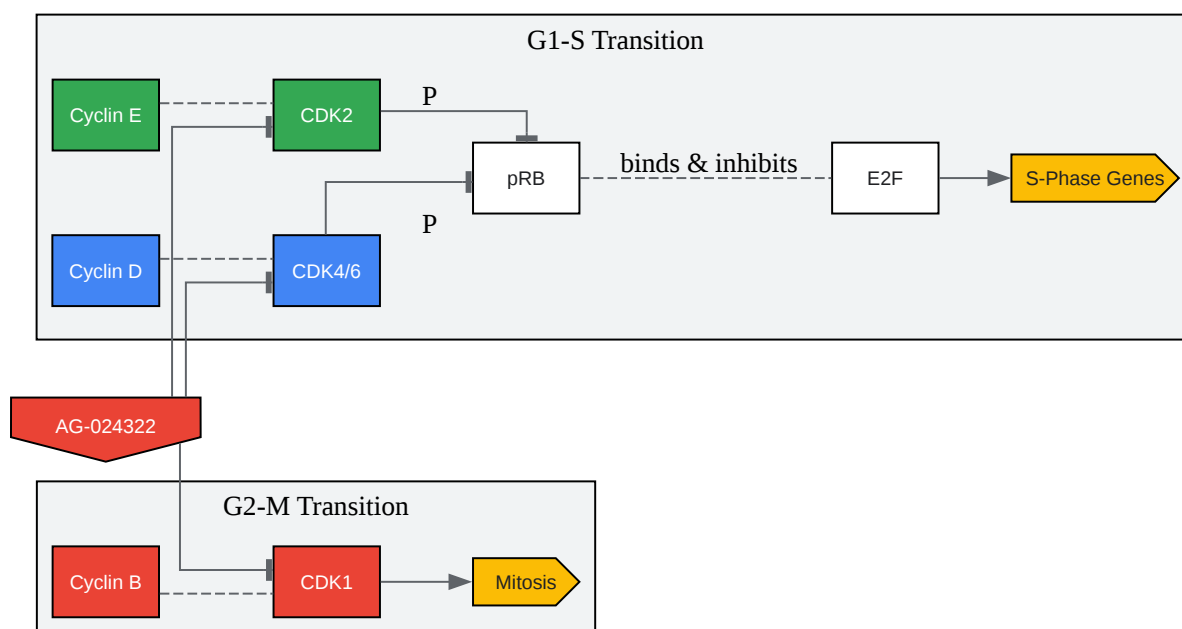 G1-S Transition
Cyclin E
CDK2
P
pRB
binds & inhibits
E2F
S-Phase Genes
P
Cyclin D
CDK4/6
AG-024322
G2-M Transition
Cyclin B
CDK1
Mitosis